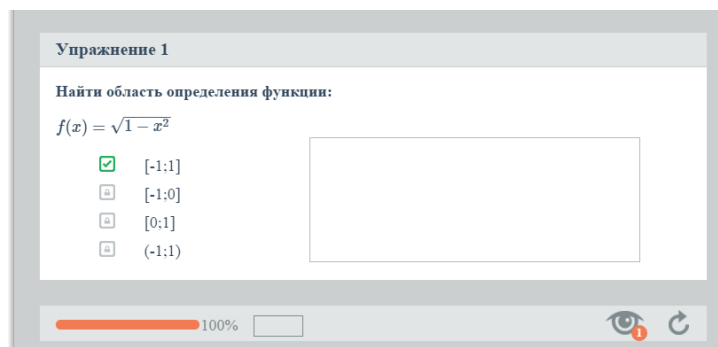 Упражнение 1
Найти область определения функции:
f(x) = √1 − x²
[-1;1]
[-1;0]
[0;1]
(-1;1)
100%
1